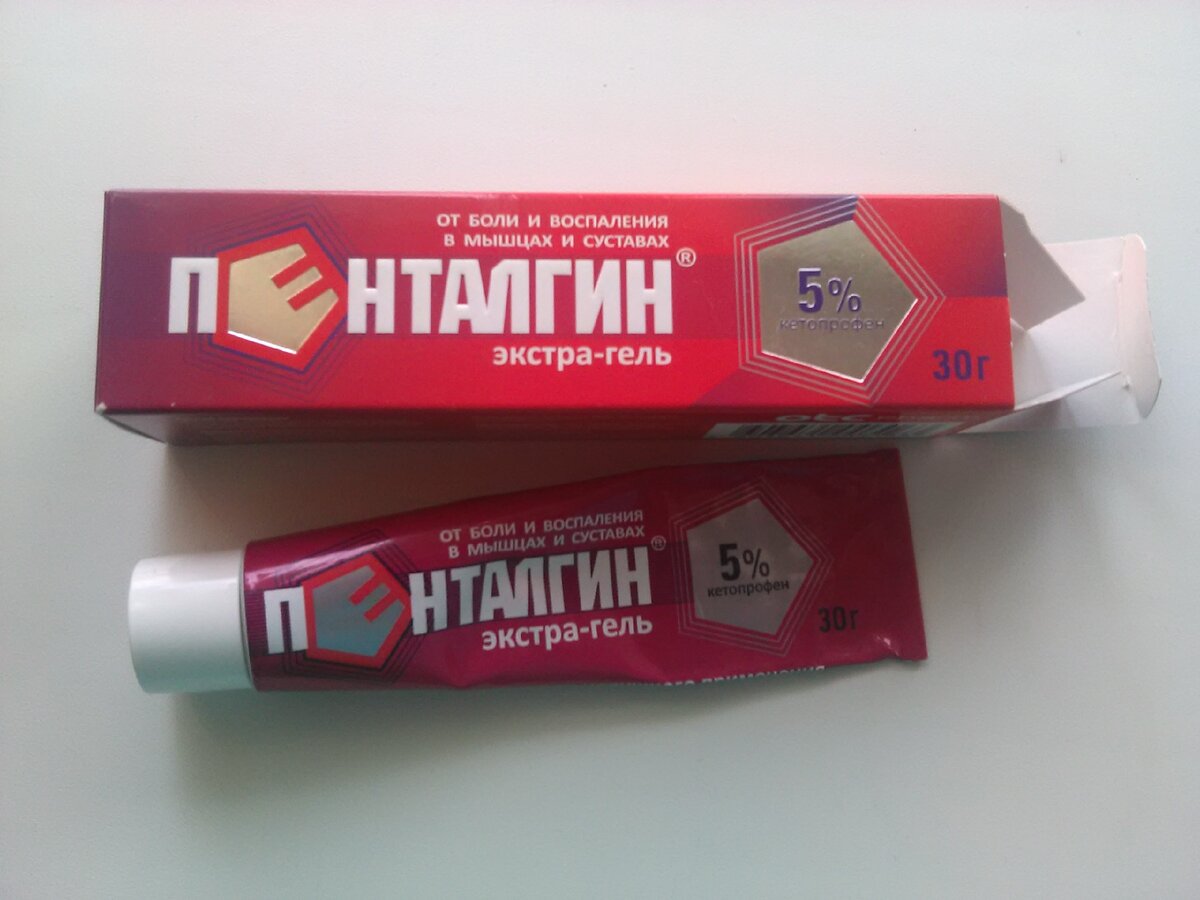 ОТ БОЛИ И ВОСПАЛЕНИЯ
В МЫШЦАХ И СУСТАВАХ
ПЕНТАЛГИН®
экстра-гель
5%
кетопрофен
30г
ОТ БОЛИ И ВОСПАЛЕНИЯ
В МЫШЦАХ И СУСТАВАХ
ПЕНТАЛГИН®
экстра-гель
5%
кетопрофен
30г
применения